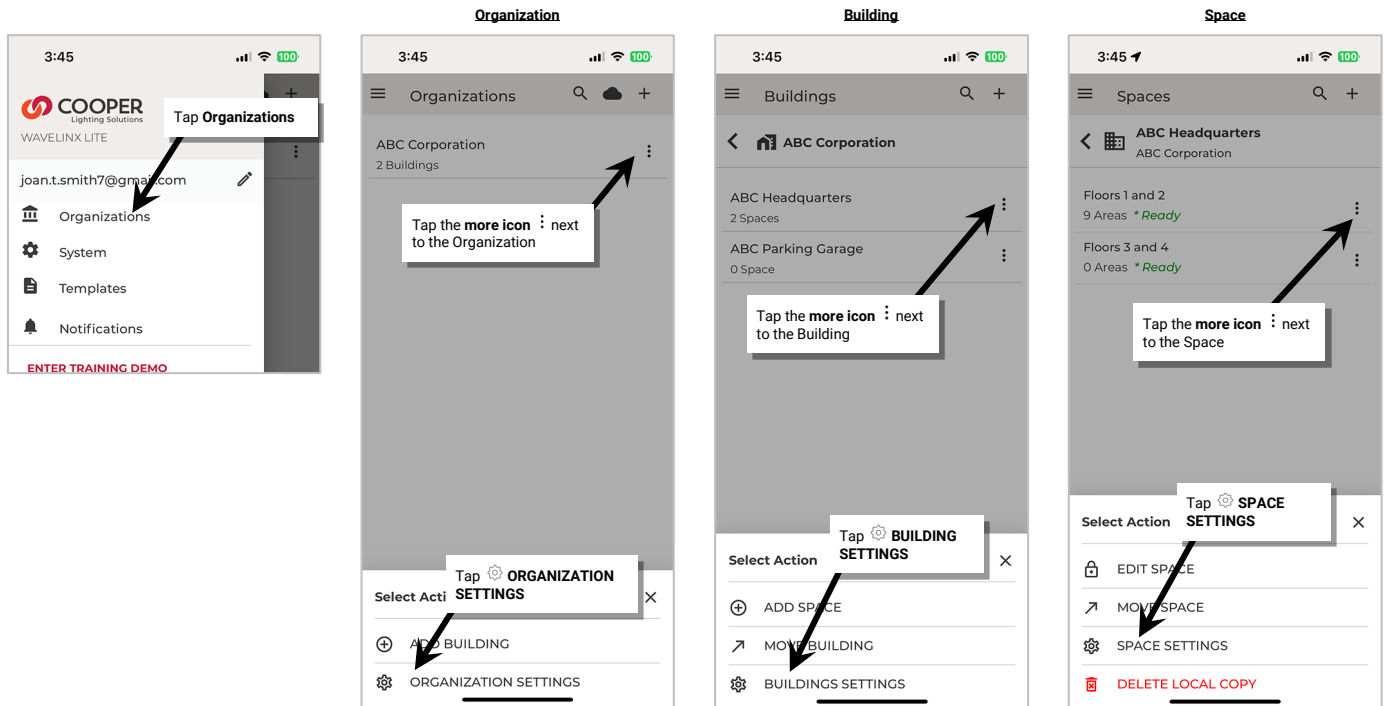 Organization
Building
Space
3:45
100
COOPER
Lighting Solutions
WAVELINX LITE
Tap Organizations
joan.t.smith7@gmail.com
Organizations
System
Templates
Notifications
ENTER TRAINING DEMO
3:45
100
Organizations
ABC Corporation
2 Buildings
Tap the more icon ⋮ next
to the Organization
Tap ORGANIZATION
SETTINGS
Select Acti
ADD BUILDING
ORGANIZATION SETTINGS
3:45
100
Buildings
ABC Corporation
ABC Headquarters
2 Spaces
ABC Parking Garage
0 Space
Tap the more icon ⋮ next
to the Building
Tap BUILDING
SETTINGS
Select Action
ADD SPACE
MOVE BUILDING
BUILDINGS SETTINGS
3:45
100
Spaces
ABC Headquarters
ABC Corporation
Floors 1 and 2
9 Areas * Ready
Floors 3 and 4
0 Areas * Ready
Tap the more icon ⋮ next
to the Space
Tap SPACE
SETTINGS
Select Action
EDIT SPACE
MOVE SPACE
SPACE SETTINGS
DELETE LOCAL COPY